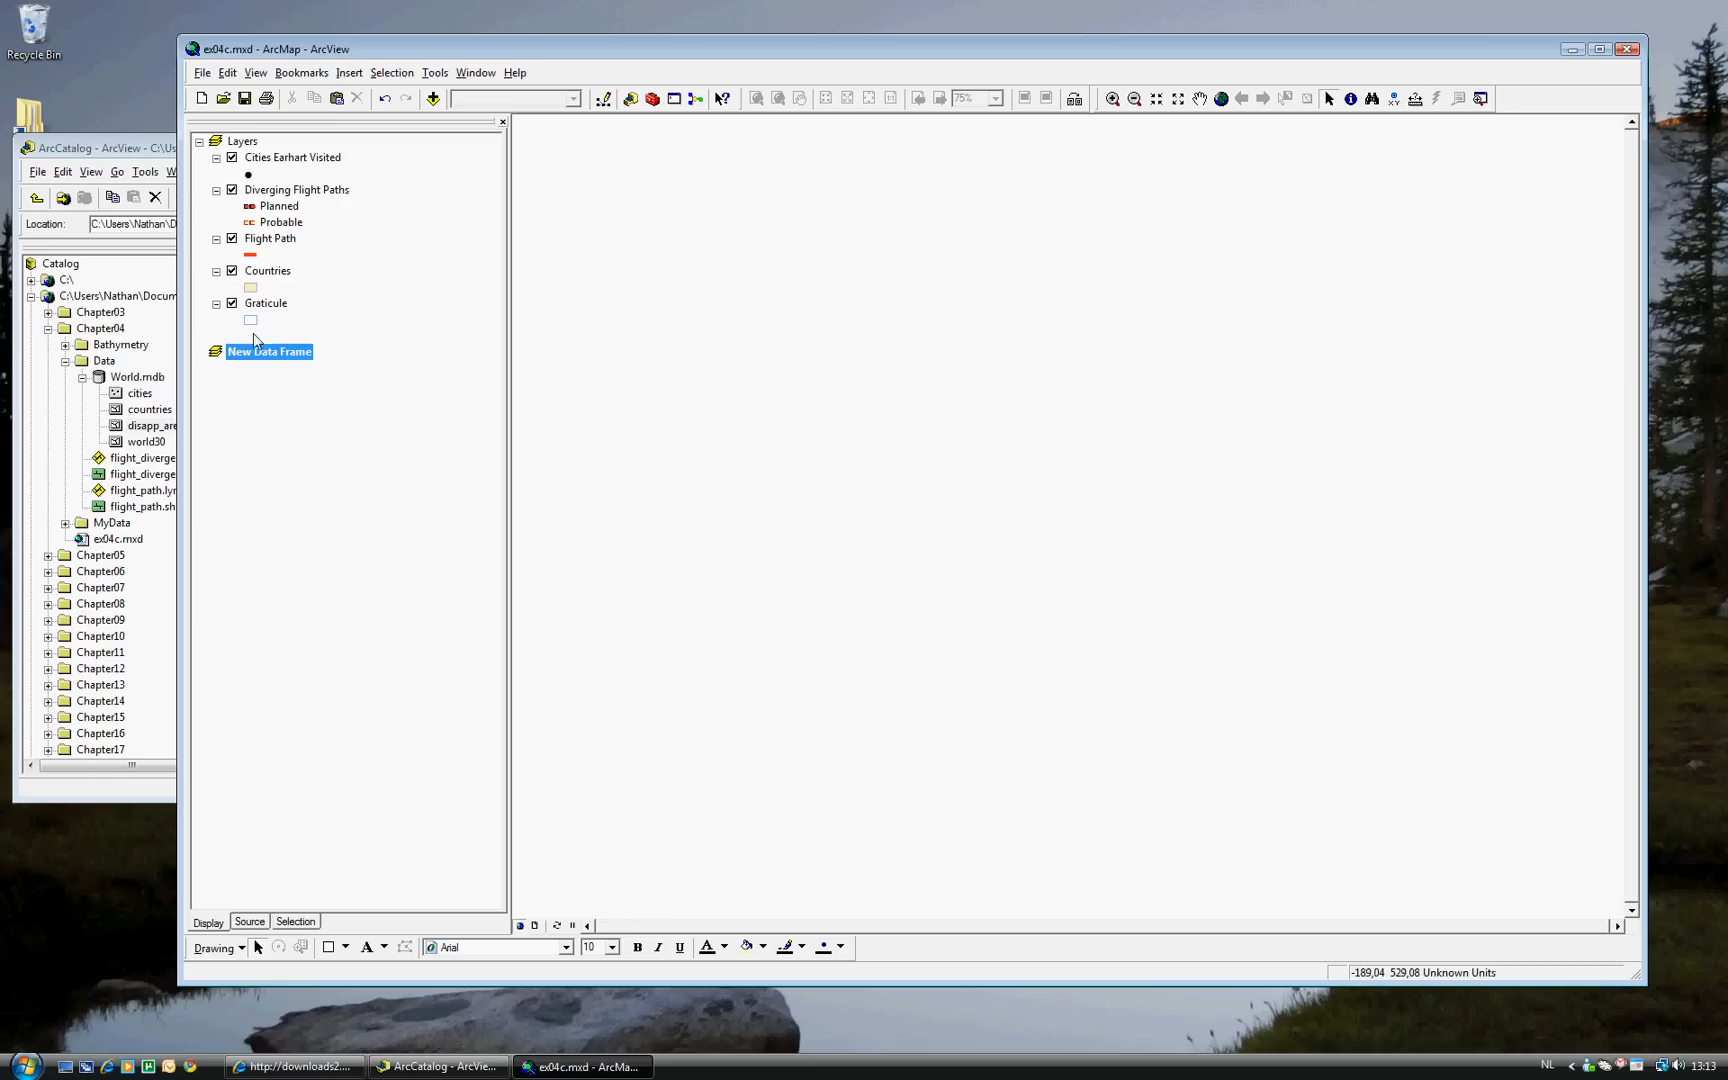 Recycle Bin
ex04c.mxd - ArcMap - ArcView
File Edit View Bookmarks Insert Selection Tools Window Help
75%
ArcCatalog - ArcView - C:\Us
File Edit View Go Tools W
Location: C:\Users\Nathan\D
Catalog
C:\
C:\Users\Nathan\Docum
Chapter03
Chapter04
Bathymetry
Data
World.mdb
cities
countries
disapp_are
world30
flight_diverge
flight_diverge
flight_path.lyr
flight_path.sh
MyData
ex04c.mxd
Chapter05
Chapter06
Chapter07
Chapter08
Chapter09
Chapter10
Chapter11
Chapter12
Chapter13
Chapter14
Chapter15
Chapter16
Chapter17
Layers
Cities Earhart Visited
Diverging Flight Paths
Planned
Probable
Flight Path
Countries
Graticule
New Data Frame
Display Source Selection
Drawing A Arial 10 B I U A
-189,04 529,08 Unknown Units
http://downloads2.... ArcCatalog - ArcVie... ex04c.mxd - ArcMa... NL 13:13